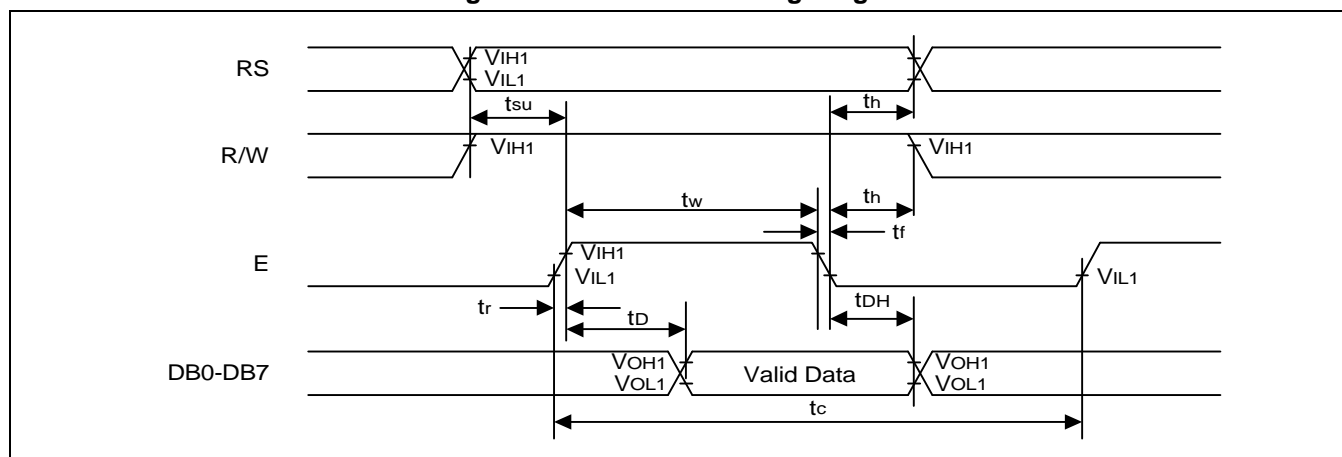 RS
VIH1
VIL1
tsu
th
R/W
VIH1
VIH1
tw
th
tf
E
VIH1
VIL1
VIL1
tr
tD
tDH
DB0-DB7
VOH1
VOL1
Valid Data
VOH1
VOL1
tc